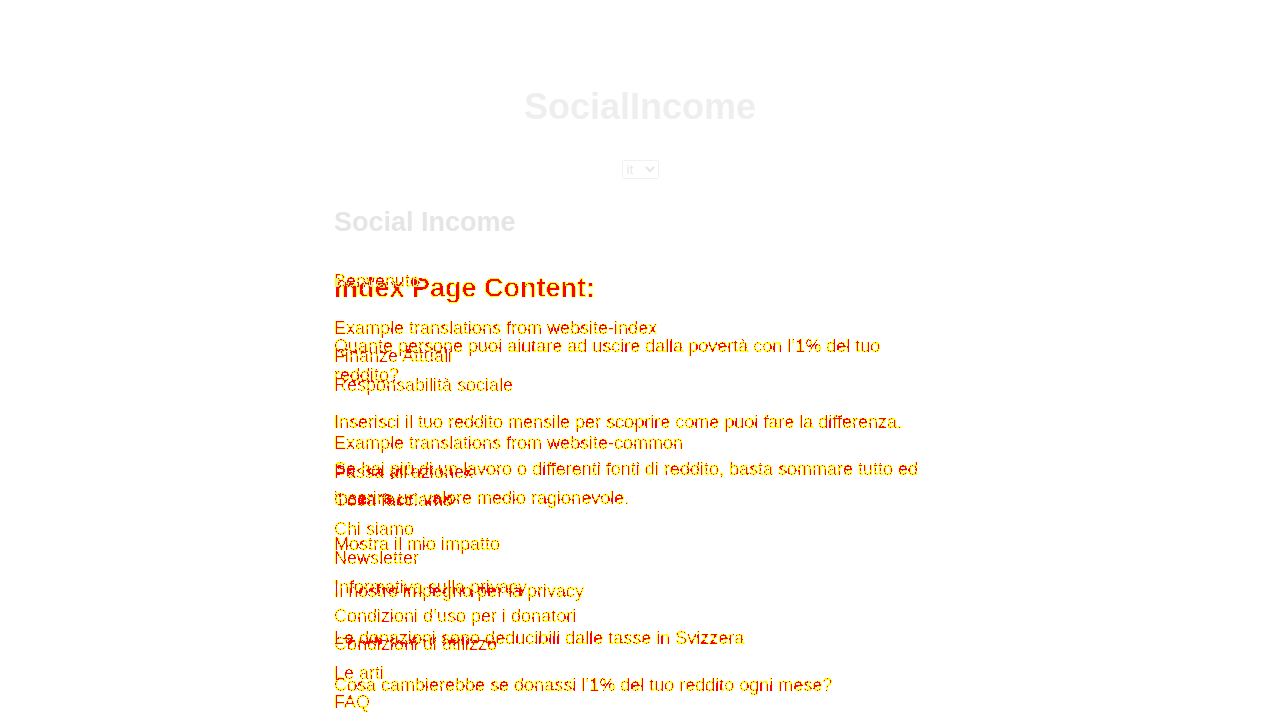 SocialIncome
it
Social Income
Benvenuto
Index Page Content:
Example translations from website-index
Quante persone puoi aiutare ad uscire dalla povertà con l'1% del tuo
Finanze Attuali
reddito?
Responsabilità sociale
Inserisci il tuo reddito mensile per scoprire come puoi fare la differenza.
Example translations from website-common
Se hai più di un lavoro o differenti fonti di reddito, basta sommare tutto ed
Passa all'azione
inserire un valore medio ragionevole.
Cosa facciamo
Chi siamo
Mostra il mio impatto
Newsletter
Informativa sulla privacy
Il nostro impegno per la privacy
Condizioni d'uso per i donatori
Le donazioni sono deducibili dalle tasse in Svizzera
Condizioni di utilizzo
Le arti
Cosa cambierebbe se donassi l'1% del tuo reddito ogni mese?
FAQ